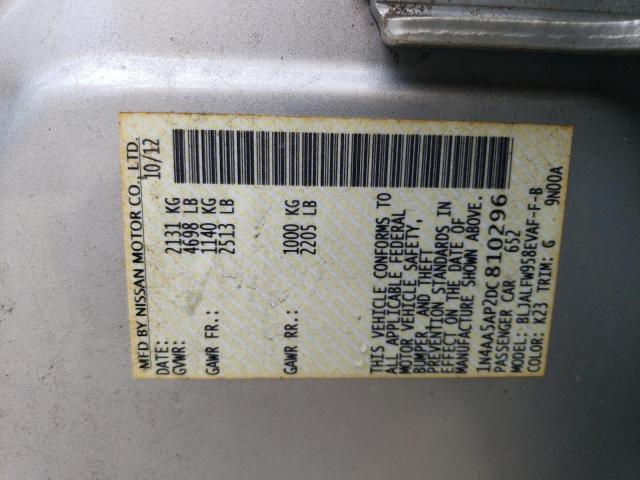 MFD BY NISSAN MOTOR CO., LTD.
DATE: 10/12
GVWR: 2131 KG
4698 LB
GAWR FR.: 1140 KG
2513 LB
GAWR RR.: 1000 KG
2205 LB
THIS VEHICLE CONFORMS TO
ALL APPLICABLE FEDERAL
MOTOR VEHICLE SAFETY,
BUMPER, AND THEFT
PREVENTION STANDARDS IN
EFFECT ON THE DATE OF
MANUFACTURE SHOWN ABOVE.
1N4AA5AP2DC810296
PASSENGER CAR 652
MODEL: BLJALFW958EVAF-F-B
COLOR: K23 TRIM: G 9N00A